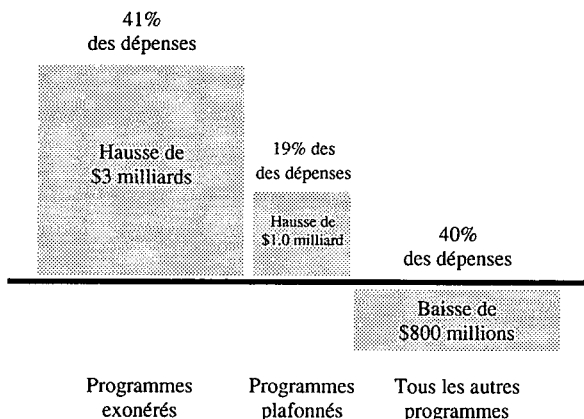 41%
des dépenses
Hausse de
$3 milliards
19% des
des dépenses
Hausse de
$1.0 milliard
40%
des dépenses
Baisse de
$800 millions
Programmes
exonérés
Programmes
plafonnés
Tous les autres
programmes